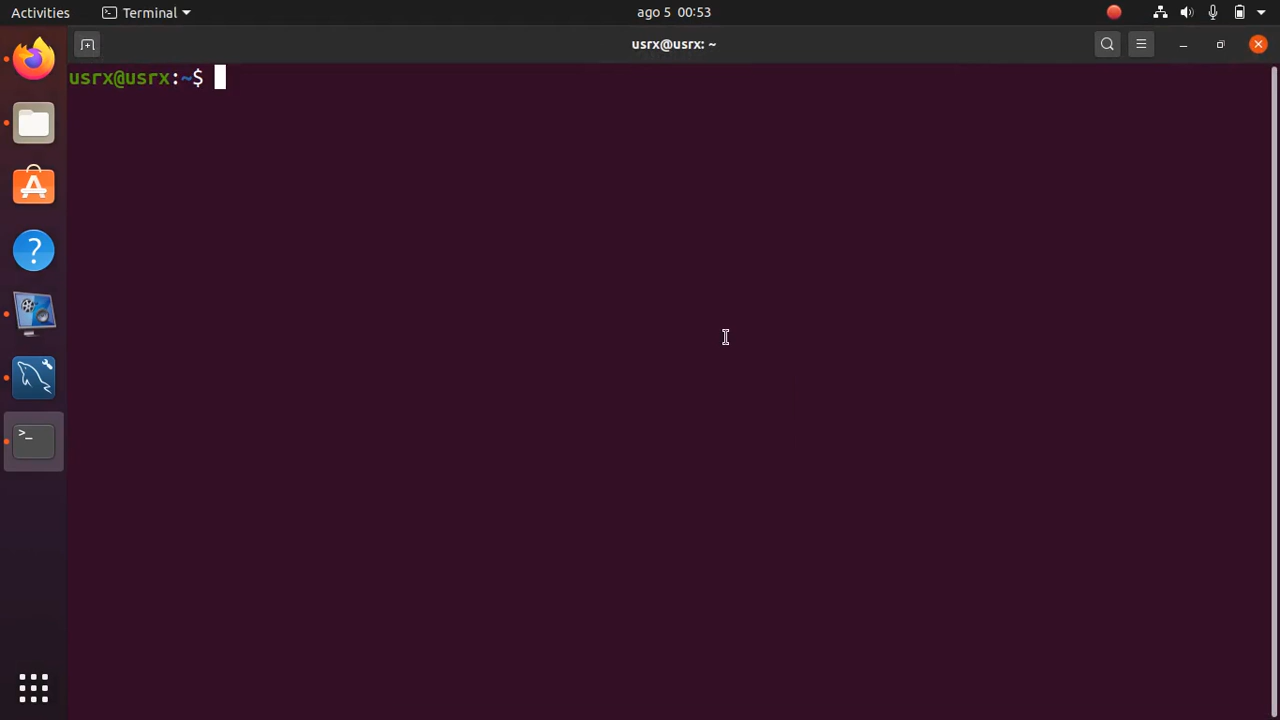 Activities
Terminal
ago 5 00:53
usrx@usrx: ~
usrx@usrx:~$